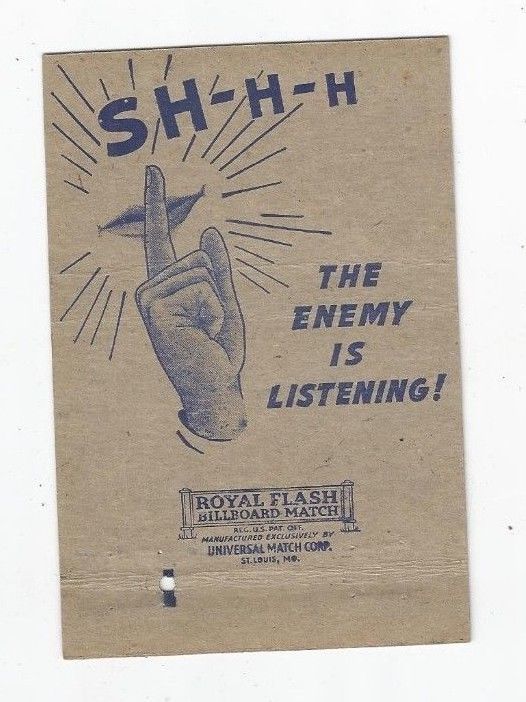 SH-H-H
THE
ENEMY
IS
LISTENING!
ROYAL FLASH
BILLBOARD MATCH
REG. U.S. PAT. OFF.
MANUFACTURED EXCLUSIVELY BY
UNIVERSAL MATCH CORP.
ST. LOUIS, MO.